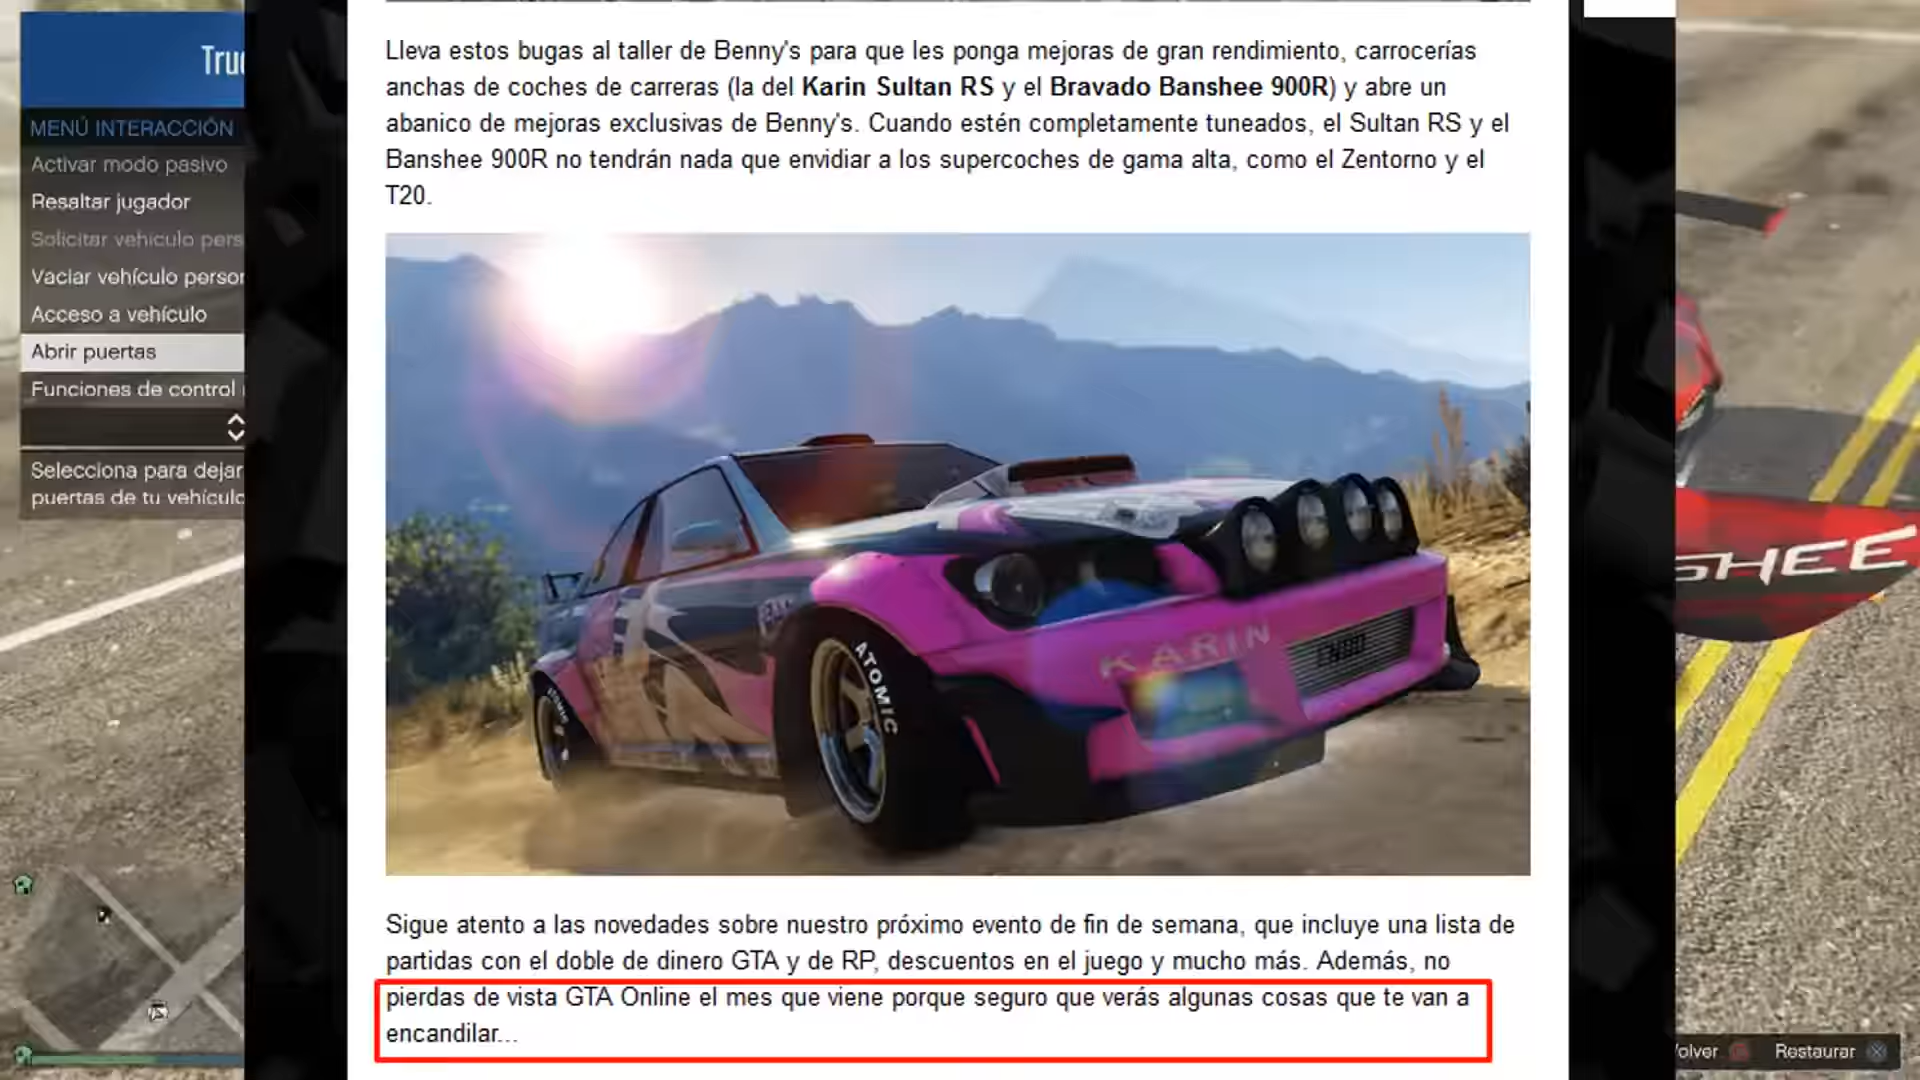 Lleva estos bugas al taller de Benny's para que les ponga mejoras de gran rendimiento, carrocerías
anchas de coches de carreras (la del Karin Sultan RS y el Bravado Banshee 900R) y abre un
abanico de mejoras exclusivas de Benny's. Cuando estén completamente tuneados, el Sultan RS y el
Banshee 900R no tendrán nada que envidiar a los supercoches de gama alta, como el Zentorno y el
T20.
Tru
MENÚ INTERACCIÓN
Activar modo pasivo
Resaltar jugador
Solicitar vehículo pers
Vaciar vehículo person
Acceso a vehículo
Abrir puertas
Funciones de control
Selecciona para dejar
puertas de tu vehículo
ATOMIC
ATOMIC
KARIN
SHEE
Sigue atento a las novedades sobre nuestro próximo evento de fin de semana, que incluye una lista de
partidas con el doble de dinero GTA y de RP, descuentos en el juego y mucho más. Además, no
pierdas de vista GTA Online el mes que viene porque seguro que verás algunas cosas que te van a
encandilar...
Volver
Restaurar